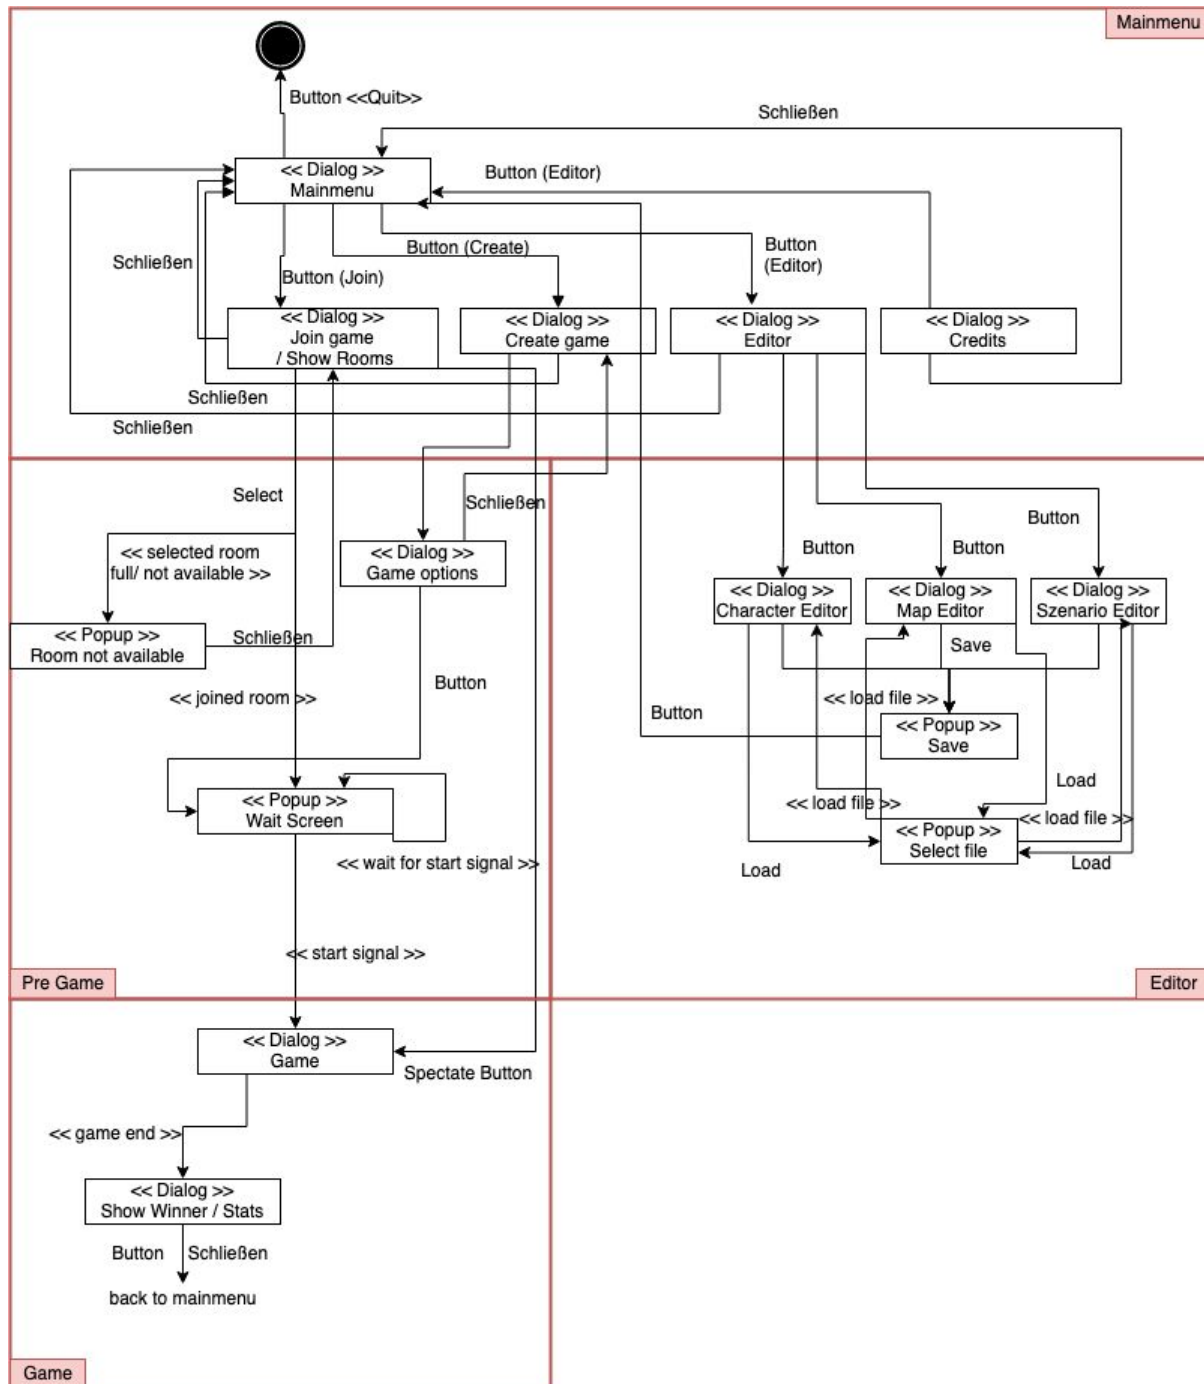 Mainmenu
Button <<Quit>>
Schließen
<< Dialog >>
Mainmenu
Button (Editor)
Schließen
Button (Create)
Button
(Editor)
Button (Join)
<< Dialog >>
Join game
/ Show Rooms
<< Dialog >>
Create game
<< Dialog >>
Editor
<< Dialog >>
Credits
Schließen
Schließen
Select
Schließen
Button
<< selected room
full/ not available >>
<< Dialog >>
Game options
Button
Button
<< Dialog >>
Character Editor
<< Dialog >>
Map Editor
<< Dialog >>
Szenario Editor
<< Popup >>
Room not available
Schließen
Save
Button
<< joined room >>
<< load file >>
Button
<< Popup >>
Save
<< Popup >>
Wait Screen
Load
<< load file >>
<< load file >>
<< Popup >>
Select file
<< wait for start signal >>
Load
Load
<< start signal >>
Pre Game
Editor
<< Dialog >>
Game
Spectate Button
<< game end >>
<< Dialog >>
Show Winner / Stats
Button
Schließen
back to mainmenu
Game